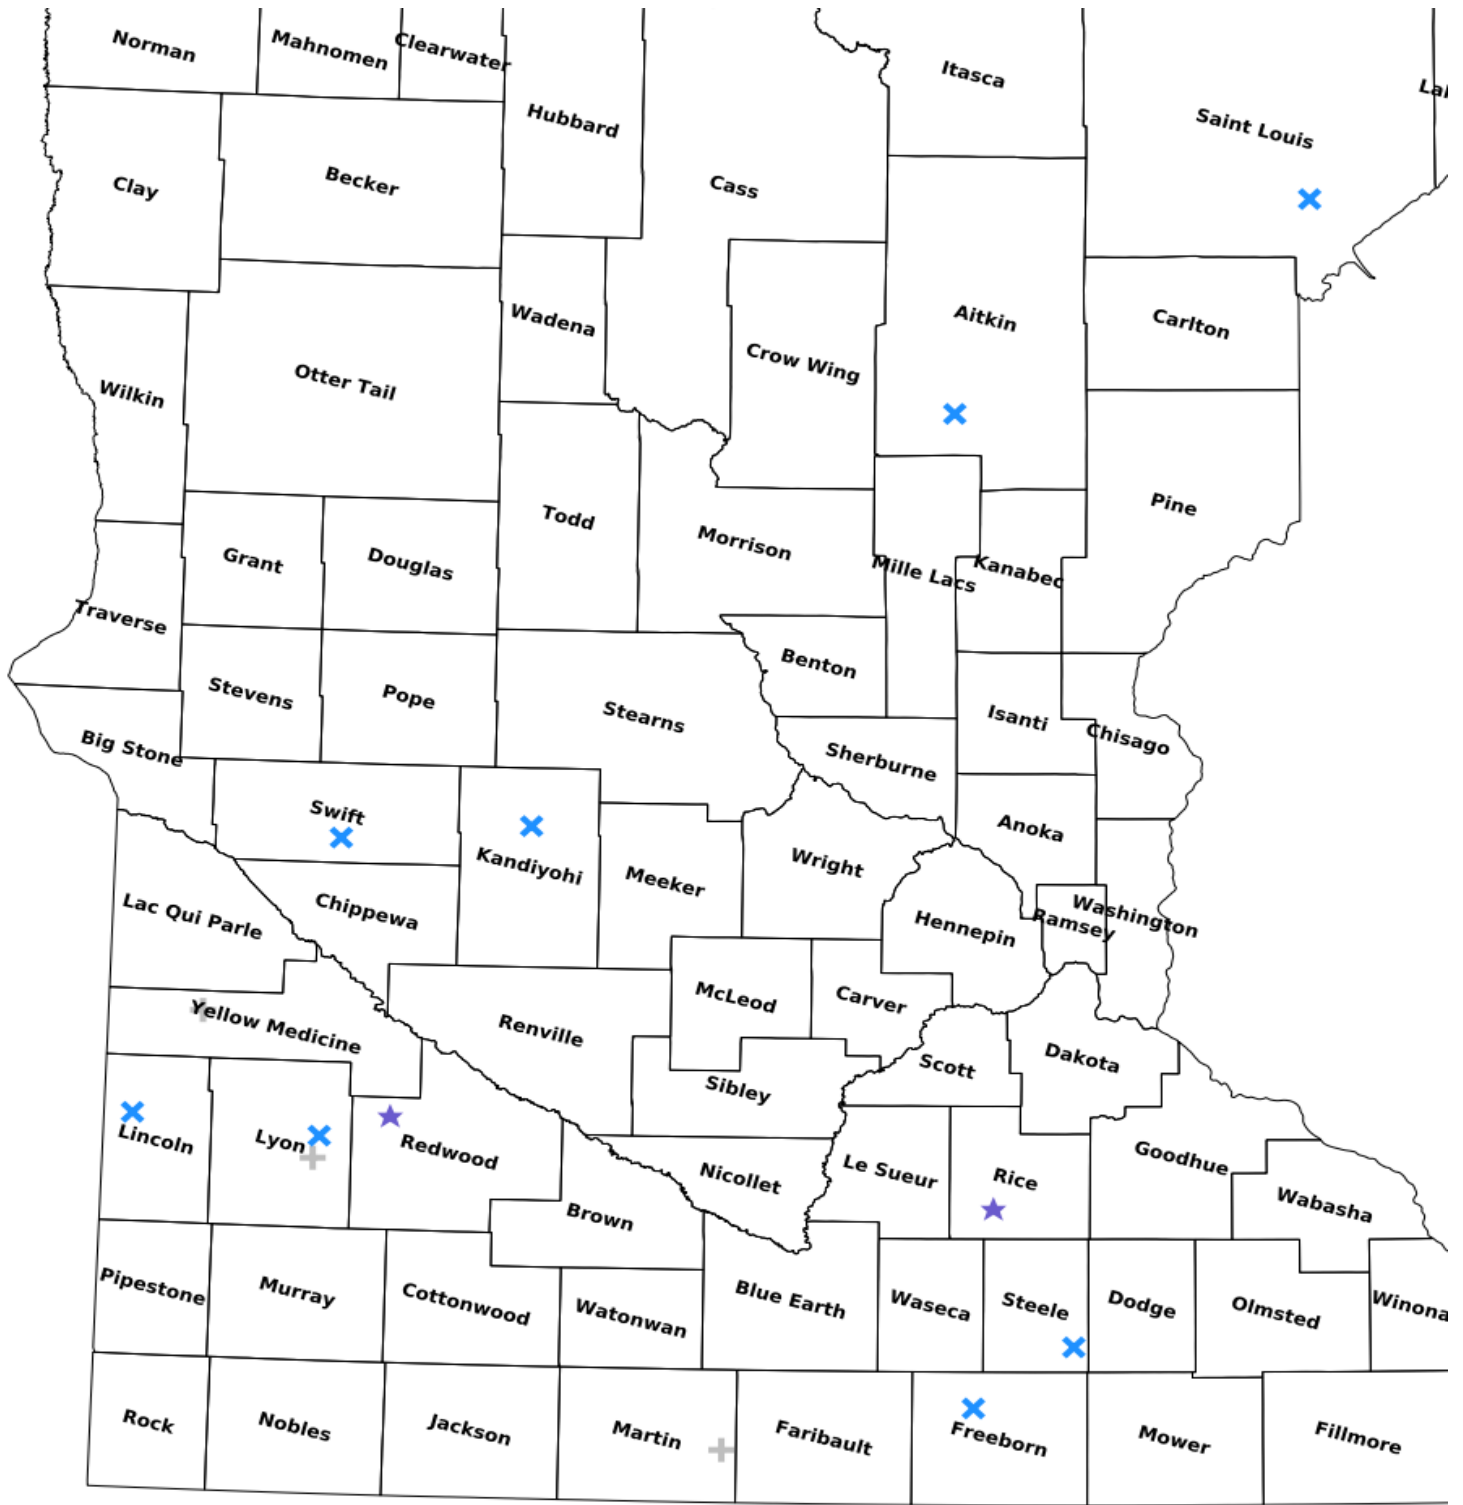 Norman
Mahnomen
Clearwater
Hubbard
Itasca
Saint Louis
Clay
Becker
Cass
Wadena
Aitkin
Carlton
Crow Wing
Wilkin
Otter Tail
Pine
Todd
Morrison
Grant
Douglas
Mille Lacs
Kanabec
Traverse
Benton
Stevens
Pope
Stearns
Isanti
Chisago
Big Stone
Sherburne
Swift
Anoka
Kandiyohi
Meeker
Wright
Lac Qui Parle
Chippewa
Hennepin
Ramsey
Washington
McLeod
Carver
Yellow Medicine
Renville
Scott
Dakota
Sibley
Lincoln
Lyon
Redwood
Nicollet
Le Sueur
Rice
Goodhue
Wabasha
Brown
Pipestone
Murray
Cottonwood
Watonwan
Blue Earth
Waseca
Steele
Dodge
Olmsted
Winona
Rock
Nobles
Jackson
Martin
Faribault
Freeborn
Mower
Fillmore